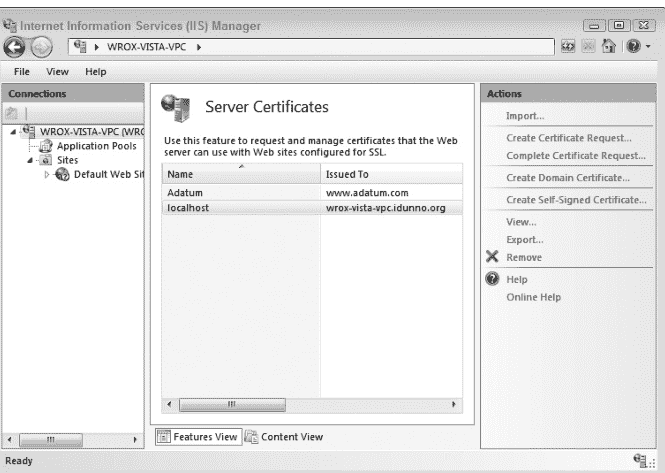 Internet Information Services (IIS) Manager
WROX-VISTA-VPC
File View Help
Connections
WROX-VISTA-VPC (WRO
Application Pools
Sites
Default Web Sit
Server Certificates
Use this feature to request and manage certificates that the Web
server can use with Web sites configured for SSL.
Name Issued To
Adatum www.adatum.com
localhost wrox-vista-vpc.idunno.org
Features View Content View
Actions
Import...
Create Certificate Request...
Complete Certificate Request...
Create Domain Certificate...
Create Self-Signed Certificate...
View...
Export...
Remove
Help
Online Help
Ready